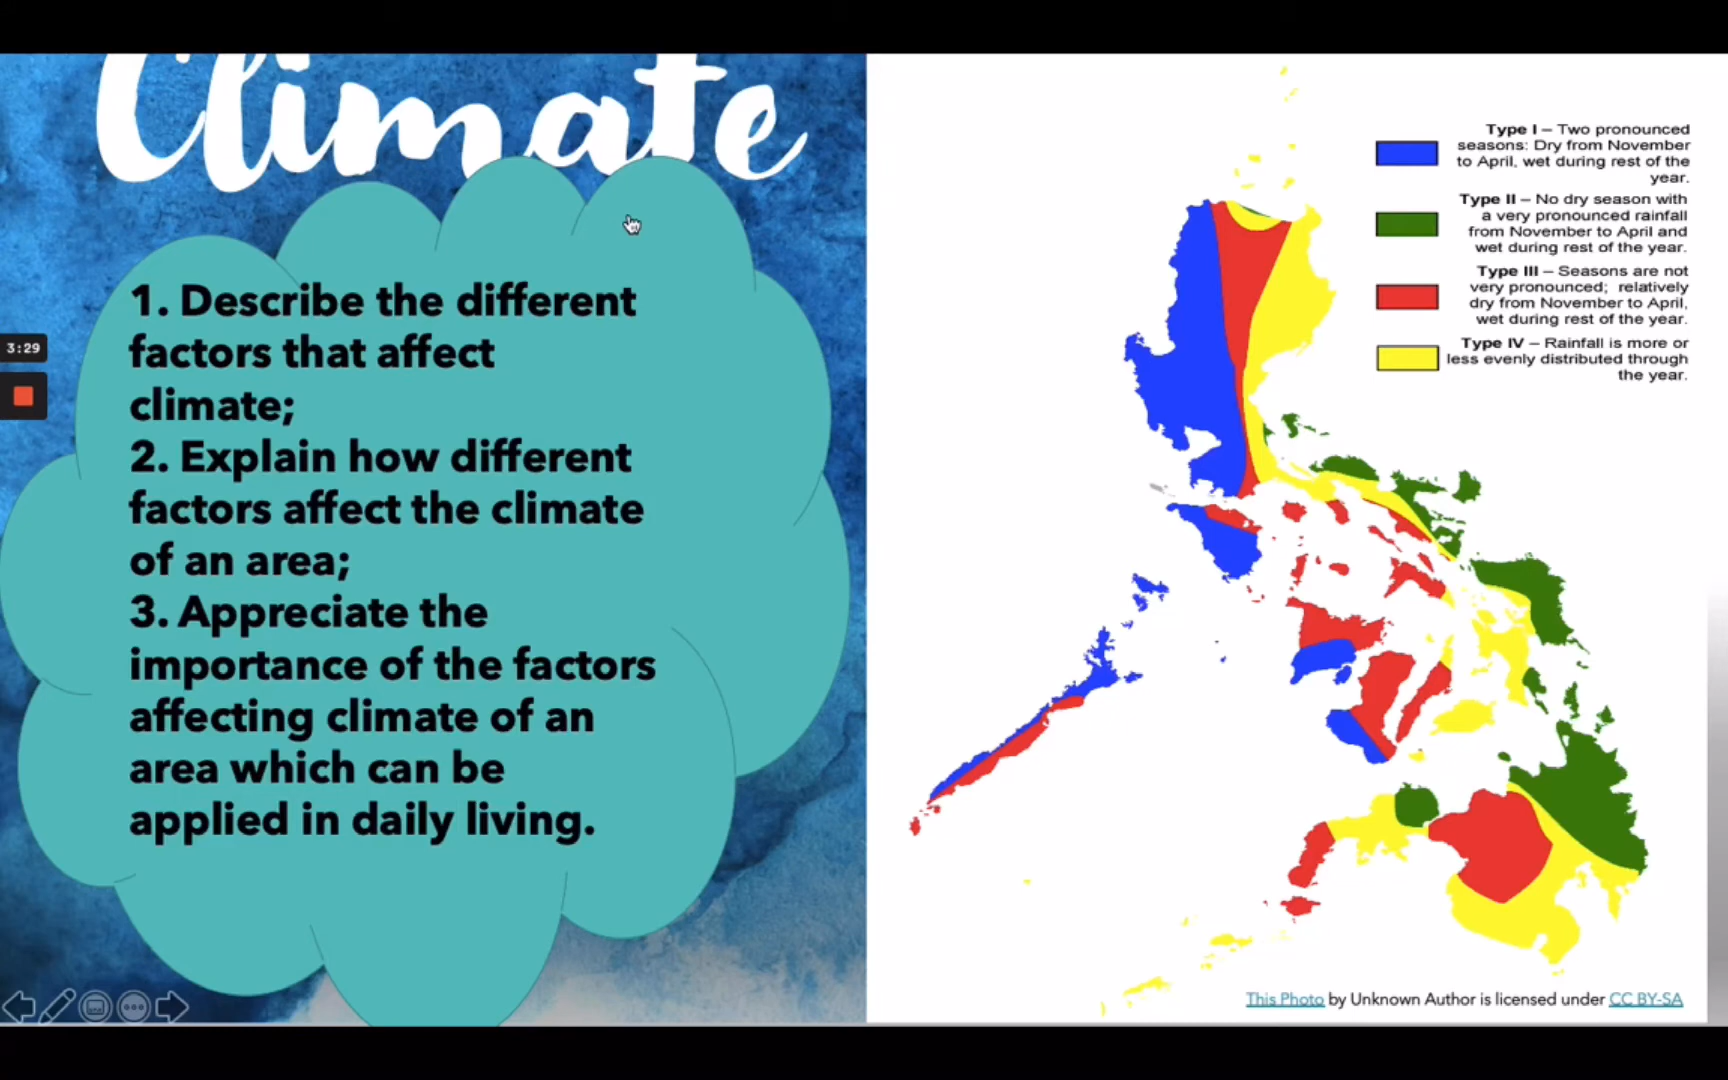 Climate
1. Describe the different
factors that affect
climate;
2. Explain how different
factors affect the climate
of an area;
3. Appreciate the
importance of the factors
affecting climate of an
area which can be
applied in daily living.
3:29
Type I – Two pronounced
seasons: Dry from November
to April, wet during rest of the
year.
Type II – No dry season with
a very pronounced rainfall
from November to April and
wet during rest of the year.
Type III – Seasons are not
very pronounced; relatively
dry from November to April,
wet during rest of the year.
Type IV – Rainfall is more or
less evenly distributed through
the year.
This Photo by Unknown Author is licensed under CC BY-SA